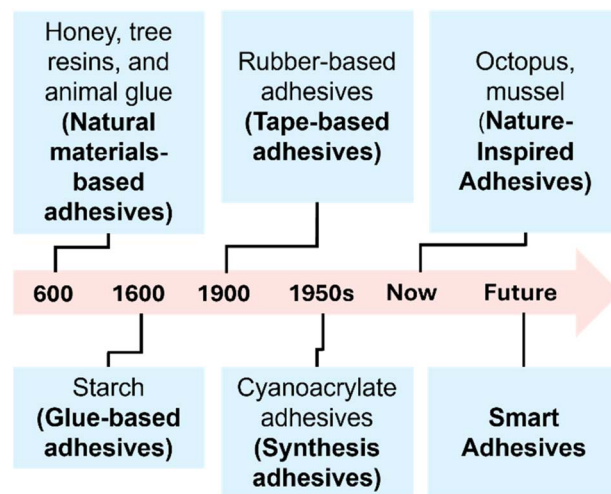 Honey, tree
resins, and
animal glue
(Natural
materials-
based
adhesives)
Rubber-based
adhesives
(Tape-based
adhesives)
Octopus,
mussel
(Nature-
Inspired
Adhesives)
600 1600 1900 1950s Now Future
Starch
(Glue-based
adhesives)
Cyanoacrylate
adhesives
(Synthesis
adhesives)
Smart
Adhesives